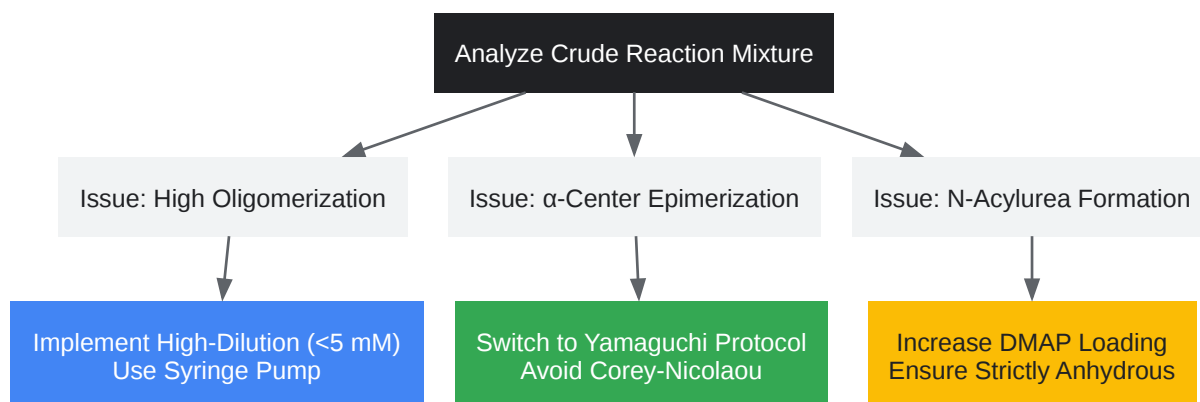 Analyze Crude Reaction Mixture
Issue: High Oligomerization
Issue: α-Center Epimerization
Issue: N-Acylurea Formation
Implement High-Dilution (<5 mM)
Use Syringe Pump
Switch to Yamaguchi Protocol
Avoid Corey-Nicolaou
Increase DMAP Loading
Ensure Strictly Anhydrous